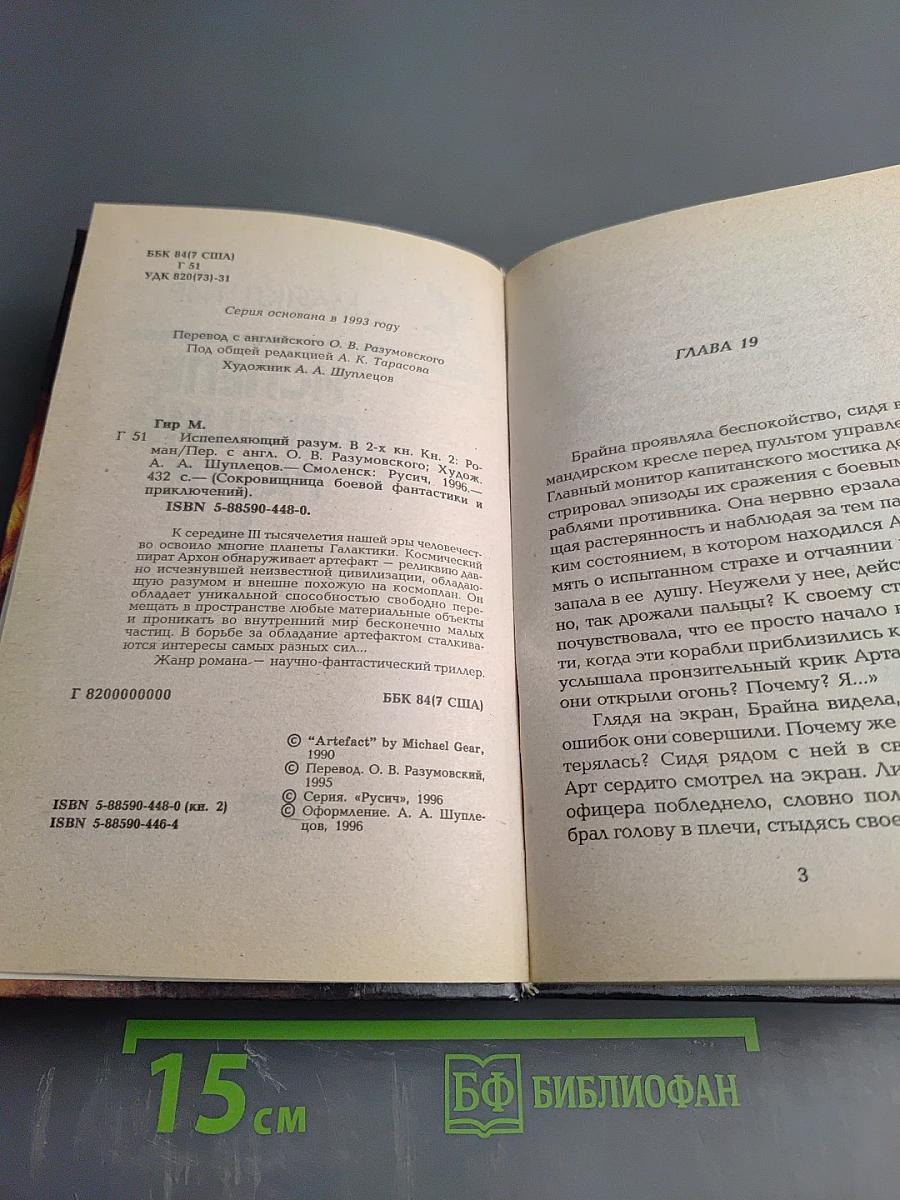 ББК 84(7 США)
Г 51
УДК 820(73)-31
Серия основана в 1993 году
Перевод с английского О. В. Разумовского
Под общей редакцией А. К. Тарасова
Художник А. А. Шуплецов
Гир М.
Г 51 Испепеляющий разум. В 2-х кн. Кн. 2: Ро-
ман/Пер. с англ. О. В. Разумовского; Худож.
А. А. Шуплецов.— Смоленск: Русич, 1996.—
432 с.— (Сокровищница боевой фантастики и
приключений).
ISBN 5-88590-448-0.
К середине III тысячелетия нашей эры человечест-
во освоило многие планеты Галактики. Космический
пират Архон обнаруживает артефакт — реликвию дав-
но исчезнувшей неизвестной цивилизации, обладаю-
щую разумом и внешне похожую на космоплан. Он
обладает уникальной способностью свободно пере-
мещать в пространстве любые материальные объекты
и проникать во внутренний мир бесконечно малых
частиц. В борьбе за обладание артефактом сталкива-
ются интересы самых разных сил...
Жанр романа — научно-фантастический триллер.
Г 8200000000
ББК 84(7 США)
© "Artefact" by Michael Gear,
1990
© Перевод. О. В. Разумовский,
1995
© Серия. «Русич», 1996
© Оформление. А. А. Шупле-
цов, 1996
ISBN 5-88590-448-0 (кн. 2)
ISBN 5-88590-446-4
ГЛАВА 19
Брайна проявляла беспокойство, сидя в
мандирском кресле перед пультом управле
Главный монитор капитанского мостика де
стрировал эпизоды их сражения с боевым
раблями противника. Она нервно ерзала
щая растерянность и наблюдая за тем па
ким состоянием, в котором находился А
мять о испытанном страхе и отчаянии
запала в ее душу. Неужели у нее, дейс
но, так дрожали пальцы? К своему ст
почувствовала, что ее просто начало
ти, когда эти корабли приблизились к
услышала пронзительный крик Арта
они открыли огонь? Почему? Я...»
Глядя на экран, Брайна видела,
ошибок они совершили. Почему же
терялась? Сидя рядом с ней в св
Арт сердито смотрел на экран. Ли
офицера побледнело, словно пол
брал голову в плечи, стыдясь свое
3
15 см
БФ БИБЛИОФАН